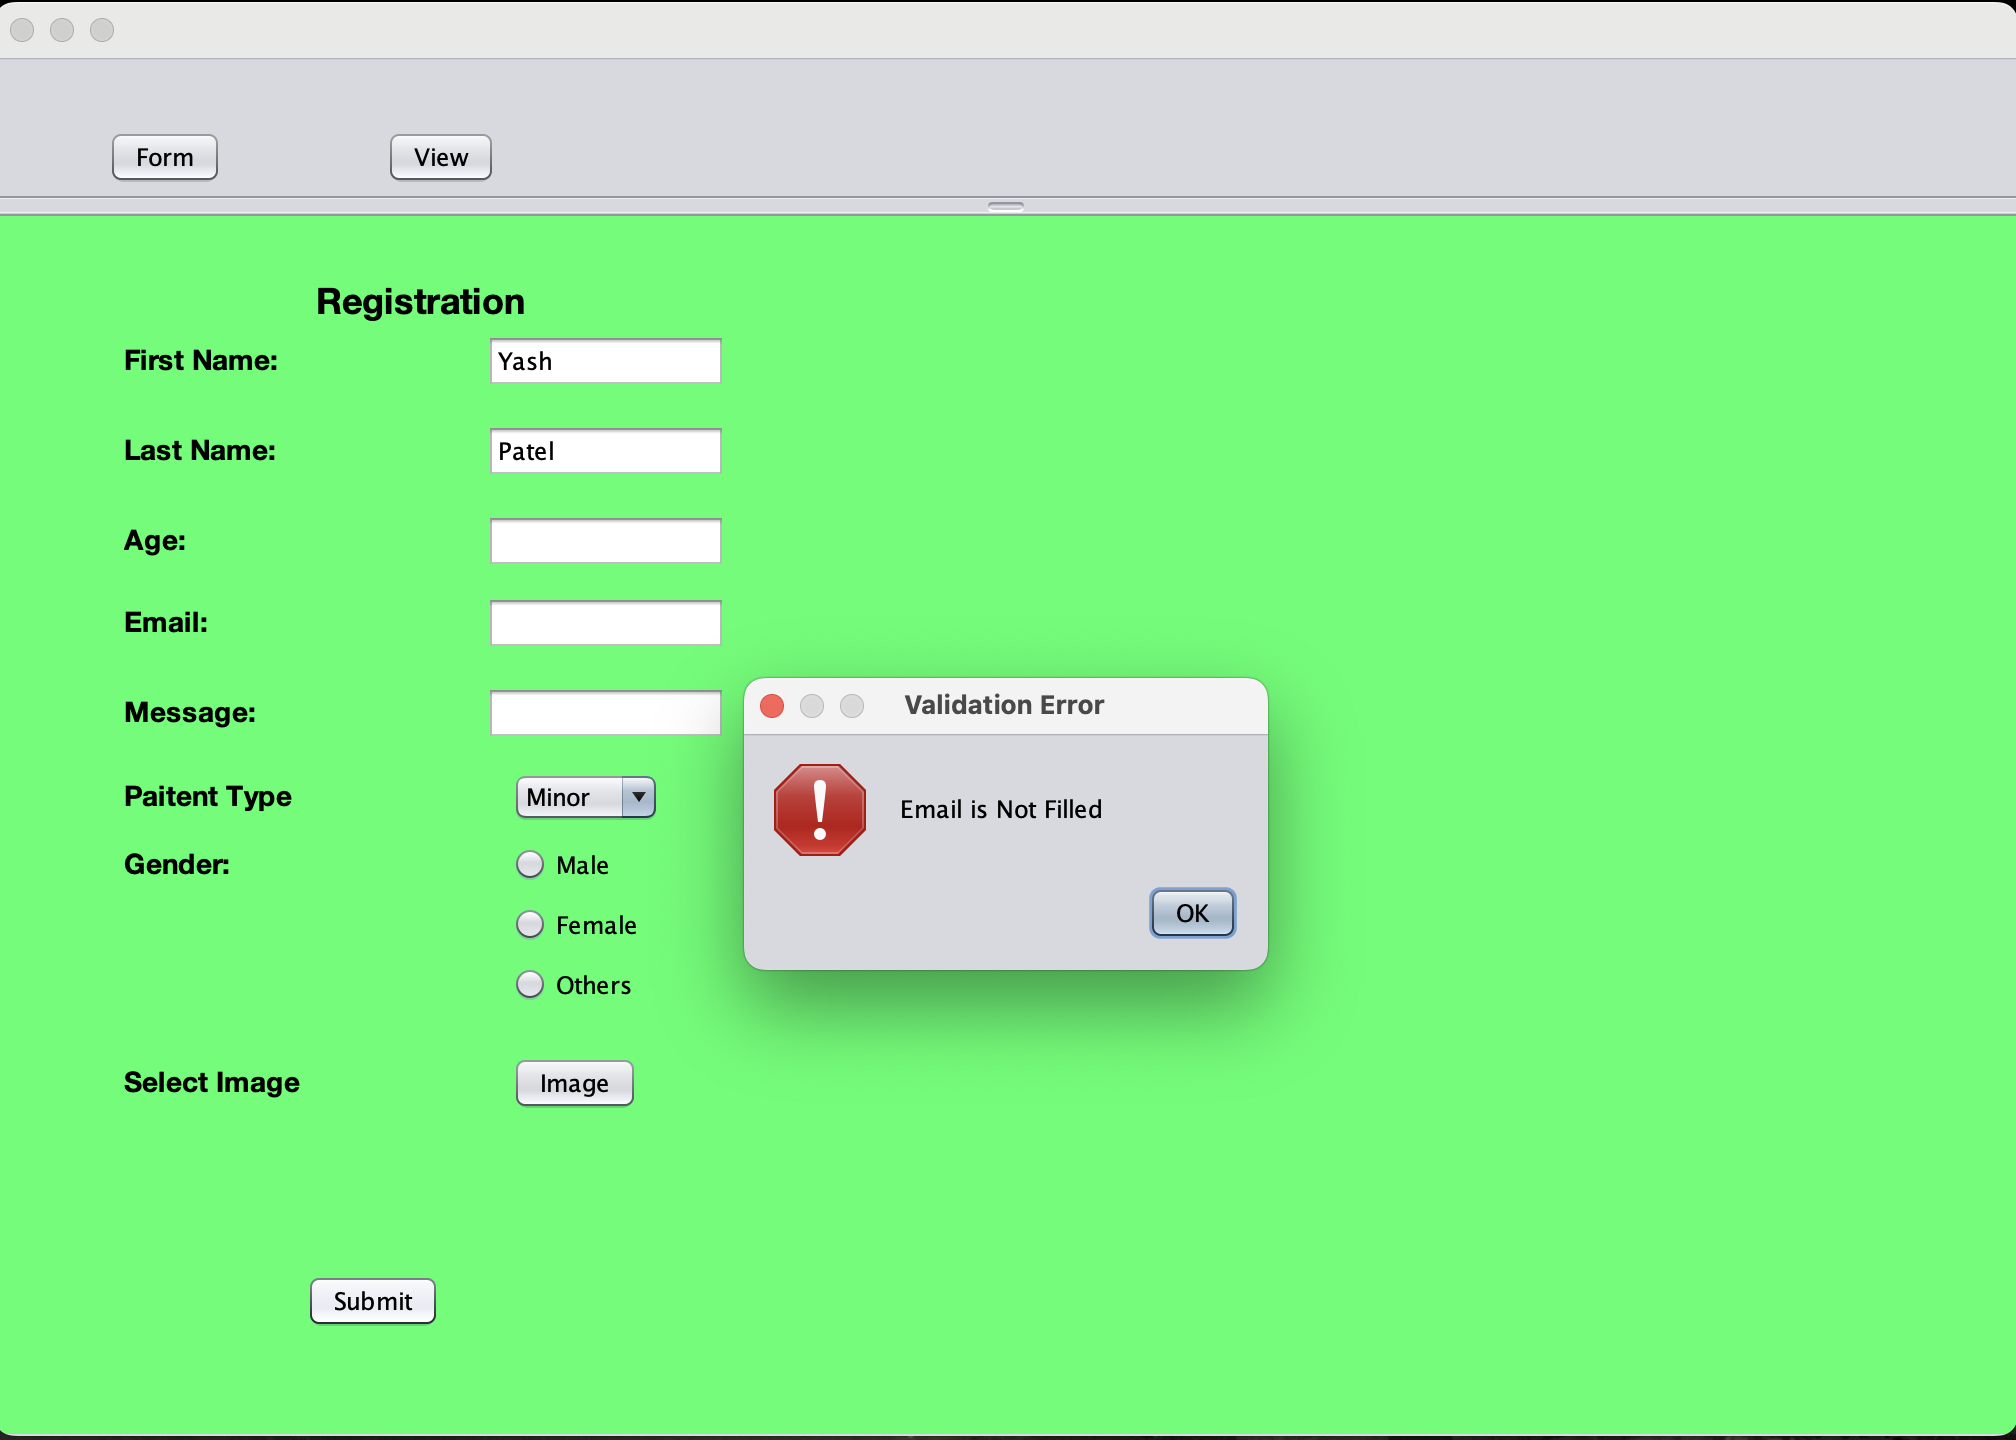 Form View
Registration
First Name: Yash
Last Name: Patel
Age:
Email:
Message:
Validation Error
Email is Not Filled
OK
Paitent Type Minor
Gender: Male
Female
Others
Select Image Image
Submit